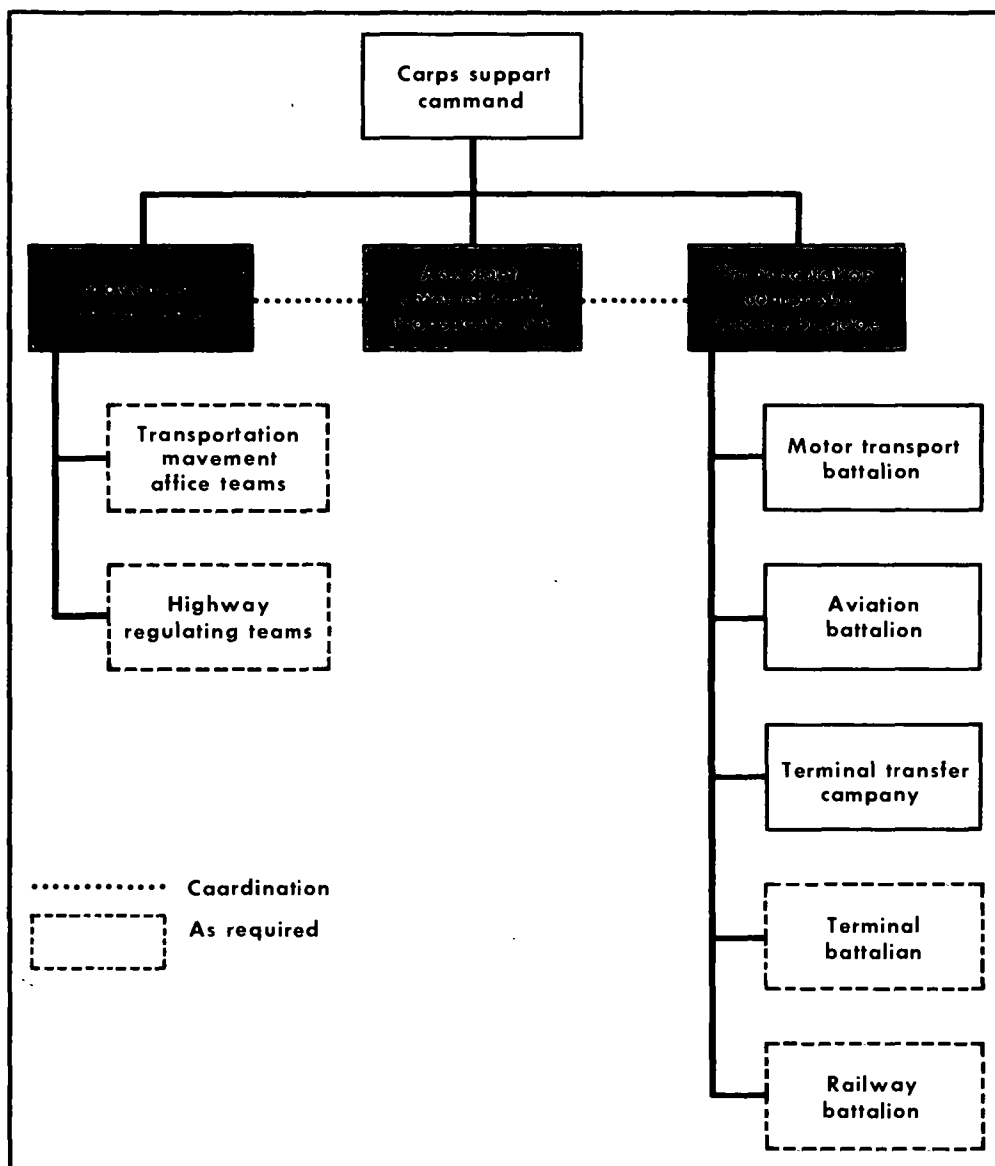 Carps support
cammand
Transportation
mavement
affice teams
Highway
regulating teams
Motor transport
battalion
Aviation
battalion
Terminal transfer
campany
Terminal
battalian
Railway
battalion
Caardination
As required